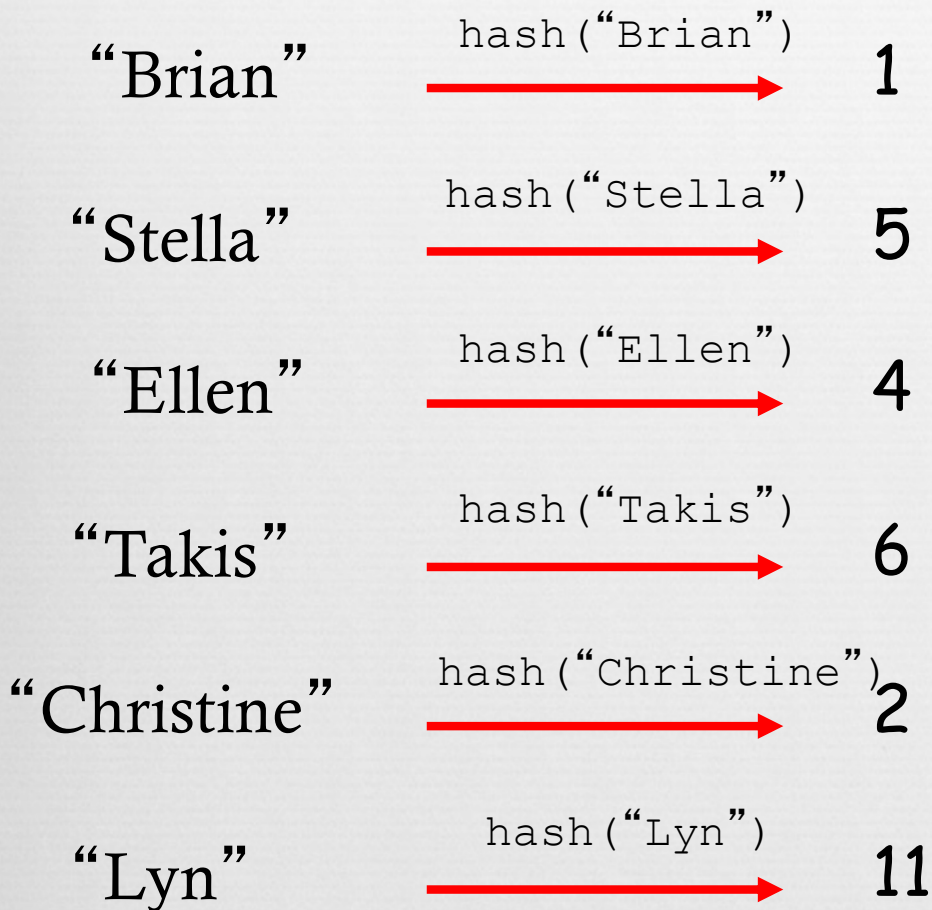 “Brian” hash(“Brian”) 1
“Stella” hash(“Stella”) 5
“Ellen” hash(“Ellen”) 4
“Takis” hash(“Takis”) 6
“Christine” hash(“Christine”) 2
“Lyn” hash(“Lyn”) 11